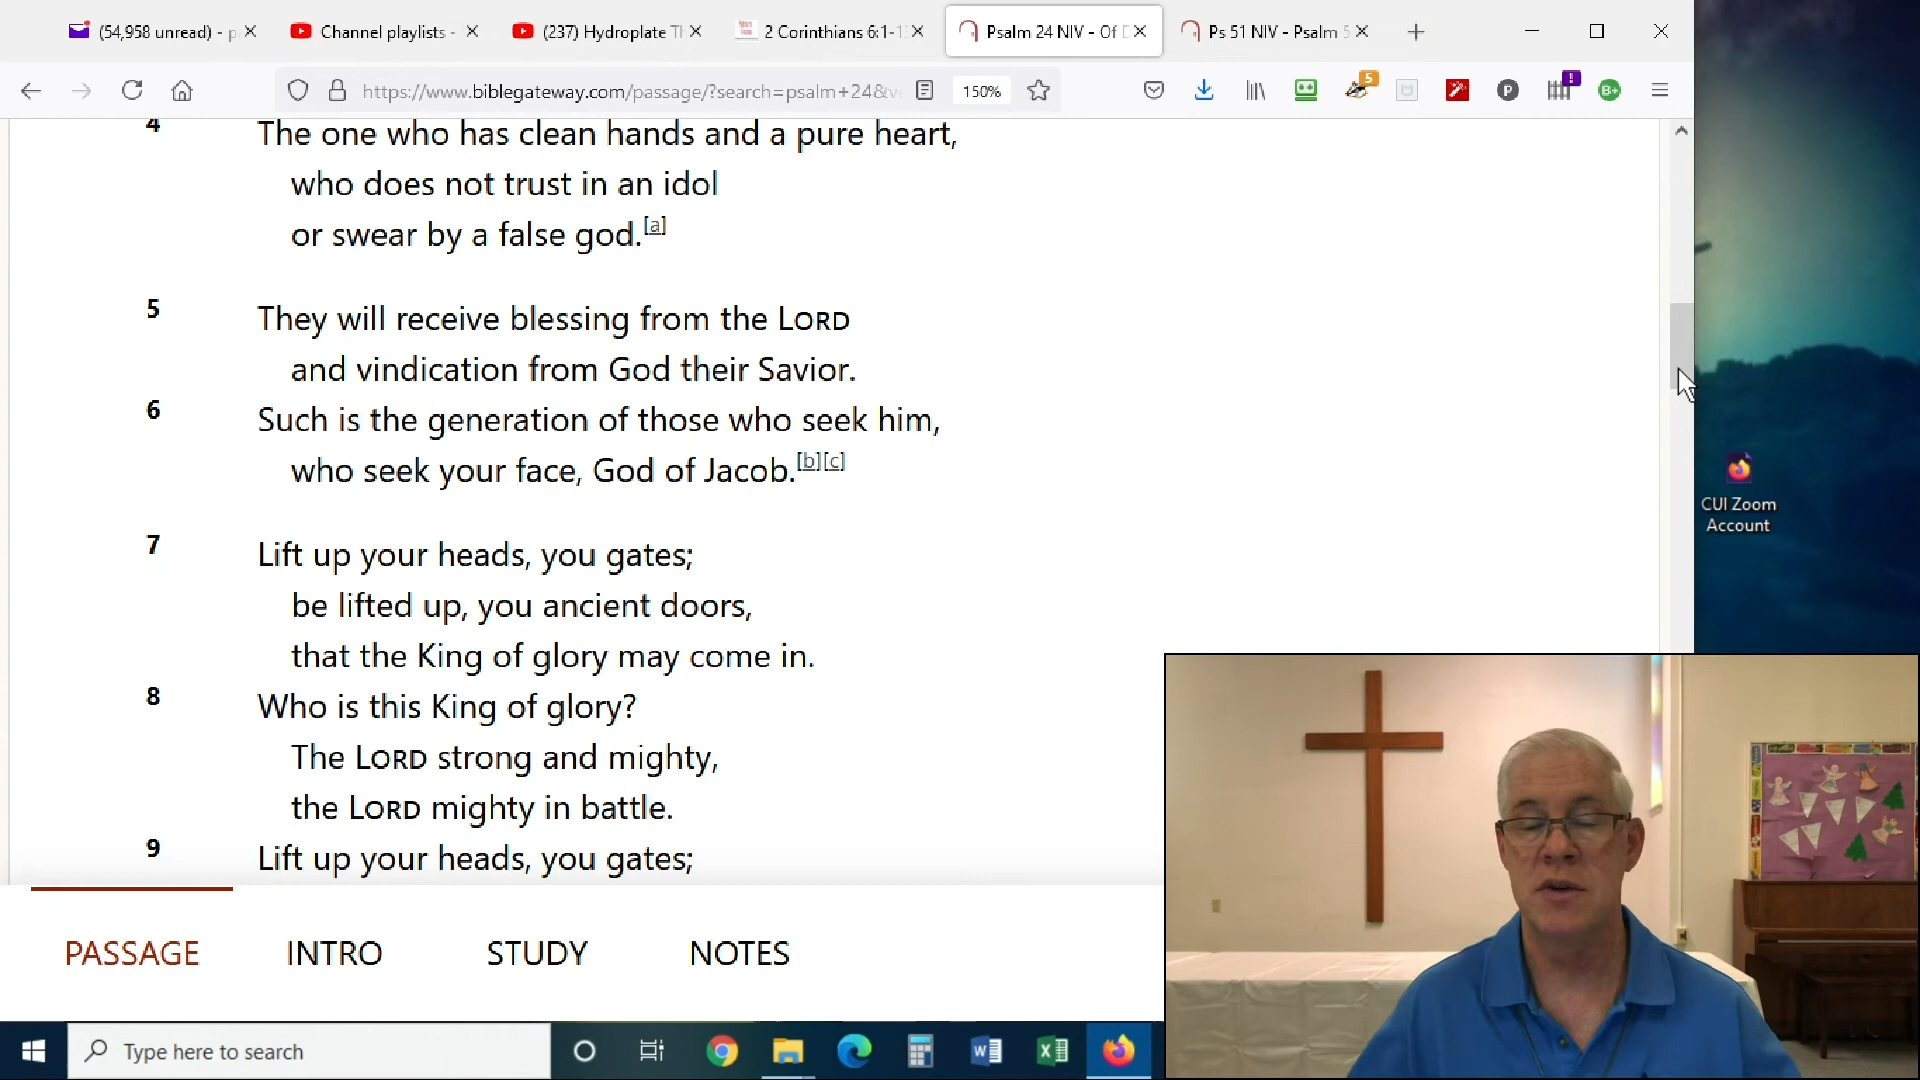 (54,958 unread) - p
Channel playlists -
(237) Hydroplate Th
2 Corinthians 6:1-1
Psalm 24 NIV - Of D
Ps 51 NIV - Psalm 5
https://www.biblegateway.com/passage/?search=psalm+24&v
150%
5
!
P
B+
4 The one who has clean hands and a pure heart,
who does not trust in an idol
or swear by a false god.[a]
5 They will receive blessing from the LORD
and vindication from God their Savior.
6 Such is the generation of those who seek him,
who seek your face, God of Jacob.[b][c]
7 Lift up your heads, you gates;
be lifted up, you ancient doors,
that the King of glory may come in.
8 Who is this King of glory?
The LORD strong and mighty,
the LORD mighty in battle.
9 Lift up your heads, you gates;
CUI Zoom
Account
PASSAGE INTRO STUDY NOTES
Type here to search